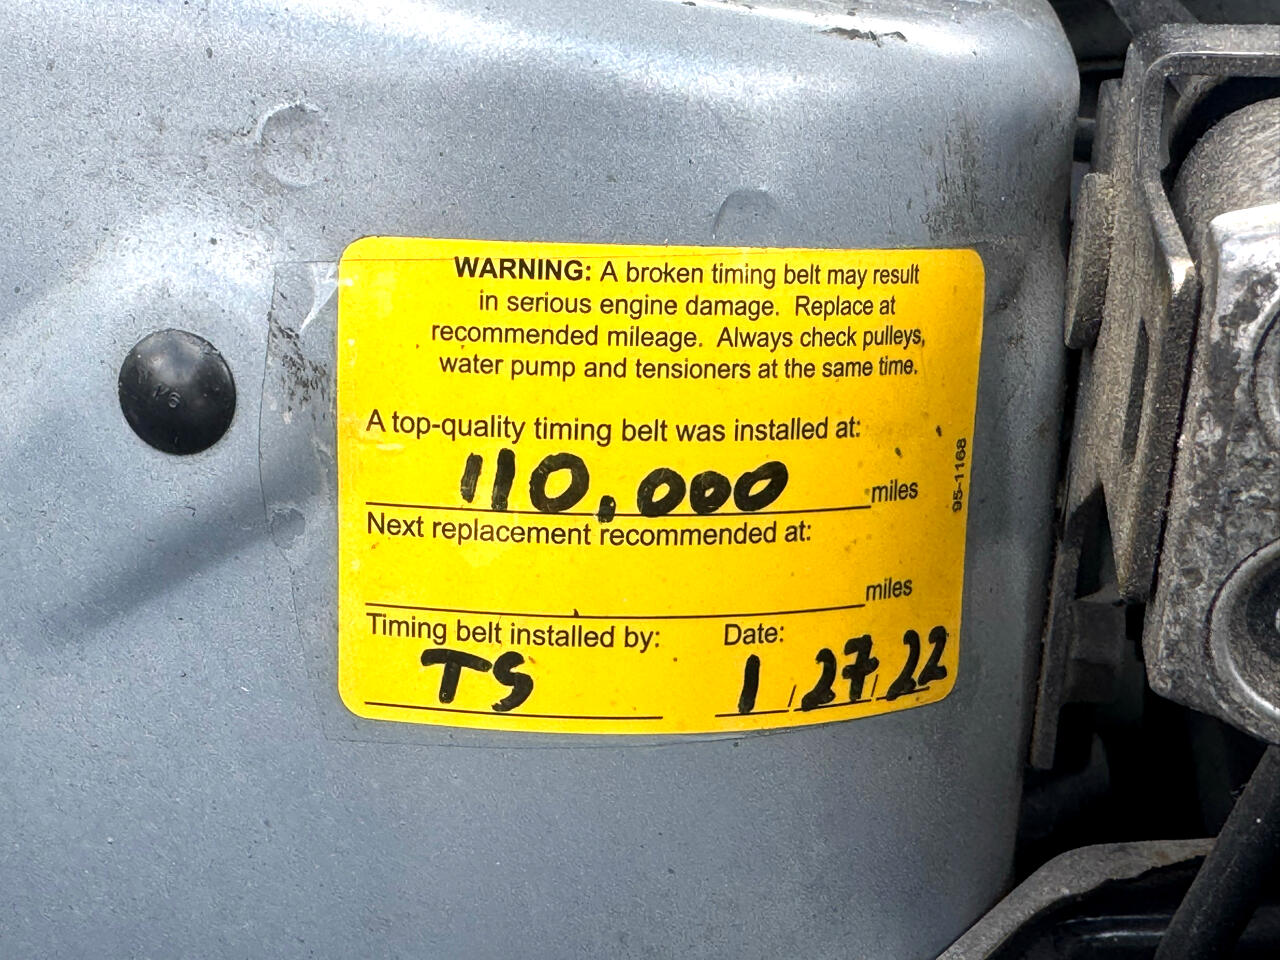 WARNING: A broken timing belt may result
in serious engine damage. Replace at
recommended mileage. Always check pulleys,
water pump and tensioners at the same time.
A top-quality timing belt was installed at:
110,000 miles
Next replacement recommended at:
miles
Timing belt installed by: Date:
TS 1/27/22
95-1168